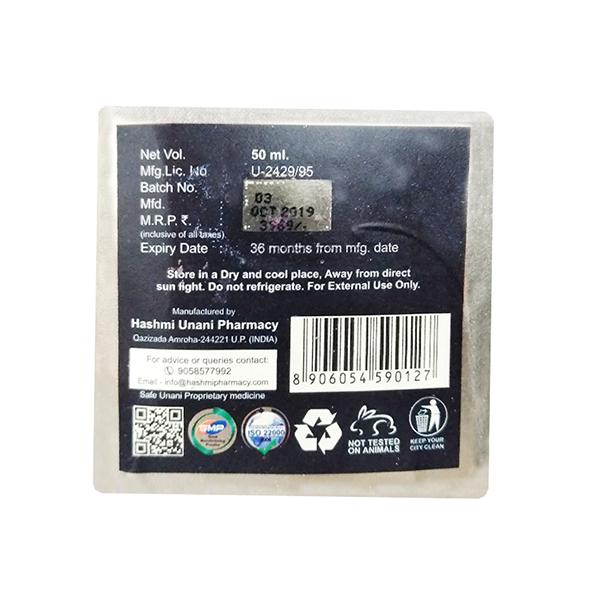 Net Vol. 50 ml.
Mfg.Lic. No U-2429/95
Batch No. 03
Mfd. OCT 2019
M.R.P. ₹. 3989/-
(inclusive of all taxes)
Expiry Date : 36 months from mfg. date
Store in a Dry and cool place, Away from direct
sun light. Do not refrigerate. For External Use Only.
Manufactured by
Hashmi Unani Pharmacy
Qazizada Amroha-244221 U.P. (INDIA)
For advice or queries contact:
9058577992
Email - info@hashmipharmacy.com
Safe Unani Proprietary medicine
8 906054 590127
GMP
ISO 22000
NOT TESTED
ON ANIMALS
KEEP YOUR
CITY CLEAN